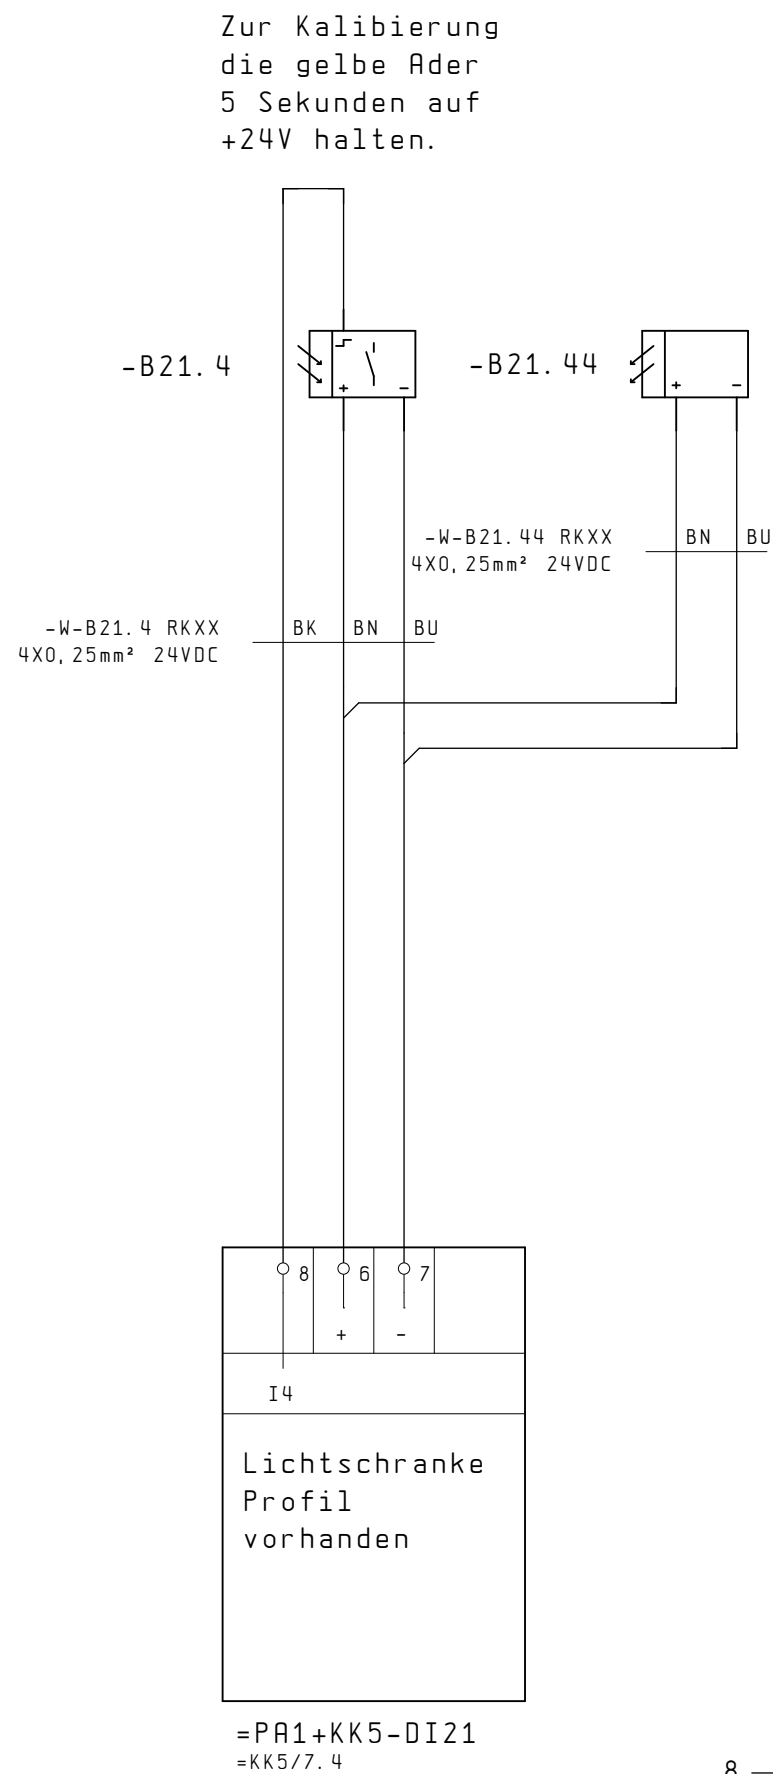 Zur Kalibierung
die gelbe Ader
5 Sekunden auf
+24V halten.
-B21.4
+ -
-B21.44
+ -
-W-B21.44 RKXX
4X0,25mm² 24VDC
BN BU
-W-B21.4 RKXX
4X0,25mm² 24VDC
BK BN BU
8 6 7
+ -
I4
Lichtschranke
Profil
vorhanden
=PA1+KK5-DI21
=KK5/7.4
8